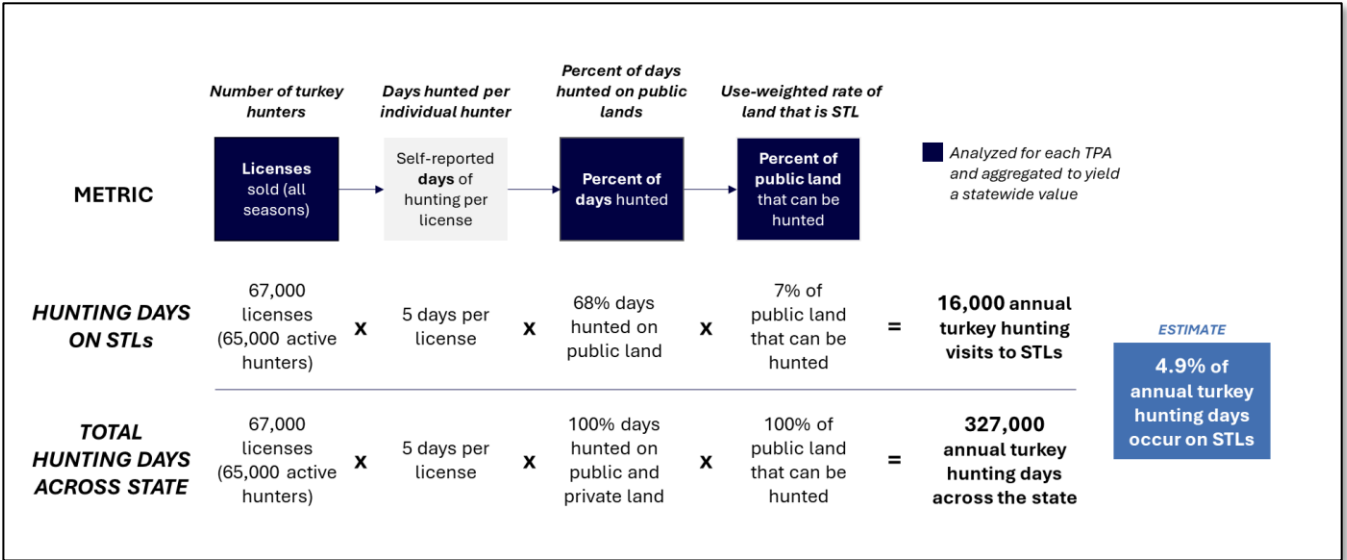 Number of turkey
hunters
Days hunted per
individual hunter
Percent of days
hunted on public
lands
Use-weighted rate of
land that is STL
METRIC
Licenses
sold (all
seasons)
Self-reported
days of
hunting per
license
Percent of
days hunted
Percent of
public land
that can be
hunted
Analyzed for each TPA
and aggregated to yield
a statewide value
HUNTING DAYS
ON STLs
67,000
licenses
(65,000 active
hunters)
x
5 days per
license
x
68% days
hunted on
public land
x
7% of
public land
that can be
hunted
=
16,000 annual
turkey hunting
visits to STLs
TOTAL
HUNTING DAYS
ACROSS STATE
67,000
licenses
(65,000 active
hunters)
x
5 days per
license
x
100% days
hunted on
public and
private land
x
100% of
public land
that can be
hunted
=
327,000
annual turkey
hunting days
across the state
ESTIMATE
4.9% of
annual turkey
hunting days
occur on STLs